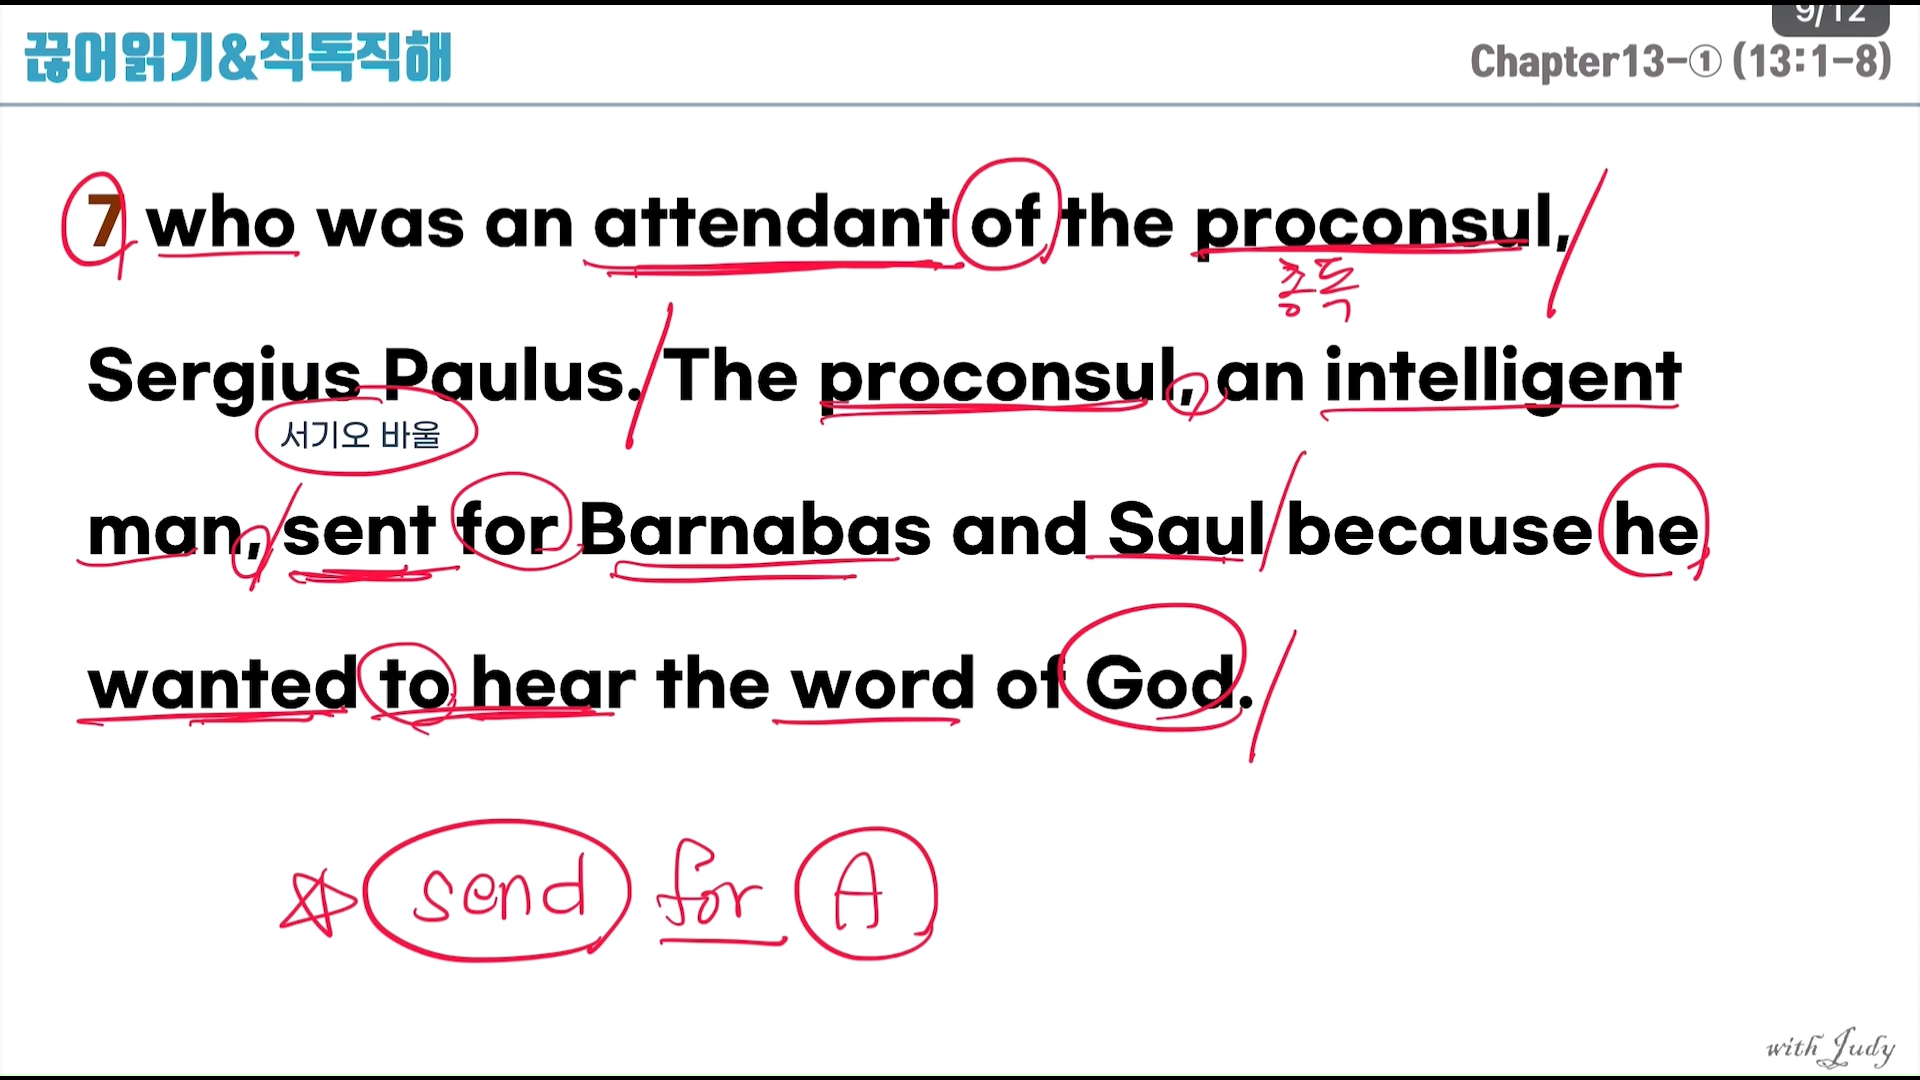 9/12
끊어읽기&직독직해
Chapter13-① (13:1-8)
7 who was an attendant of the proconsul,
총독
Sergius Paulus. The proconsul, an intelligent
서기오 바울
man, sent for Barnabas and Saul because he
wanted to hear the word of God.
☆ send for A
with Judy